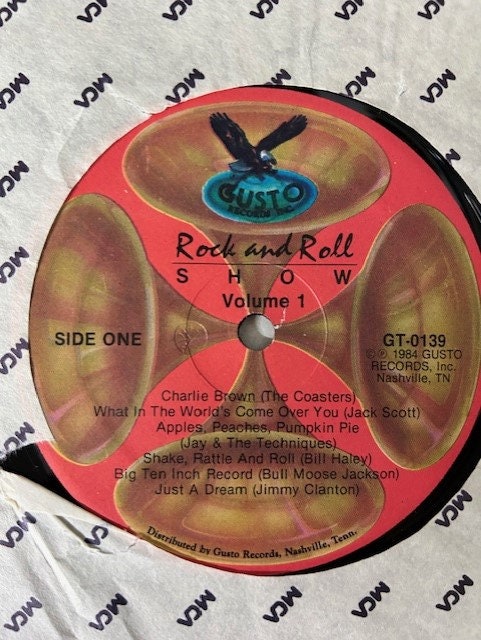 MCA
GUSTO
RECORDS INC.
Rock and Roll
SHOW
Volume 1
SIDE ONE
GT-0139
© ℗ 1984 GUSTO
RECORDS, Inc.
Nashville, TN
Charlie Brown (The Coasters)
What In The World's Come Over You (Jack Scott)
Apples, Peaches, Pumpkin Pie
(Jay & The Techniques)
Shake, Rattle And Roll (Bill Haley)
Big Ten Inch Record (Bull Moose Jackson)
Just A Dream (Jimmy Clanton)
Distributed by Gusto Records, Nashville, Tenn.